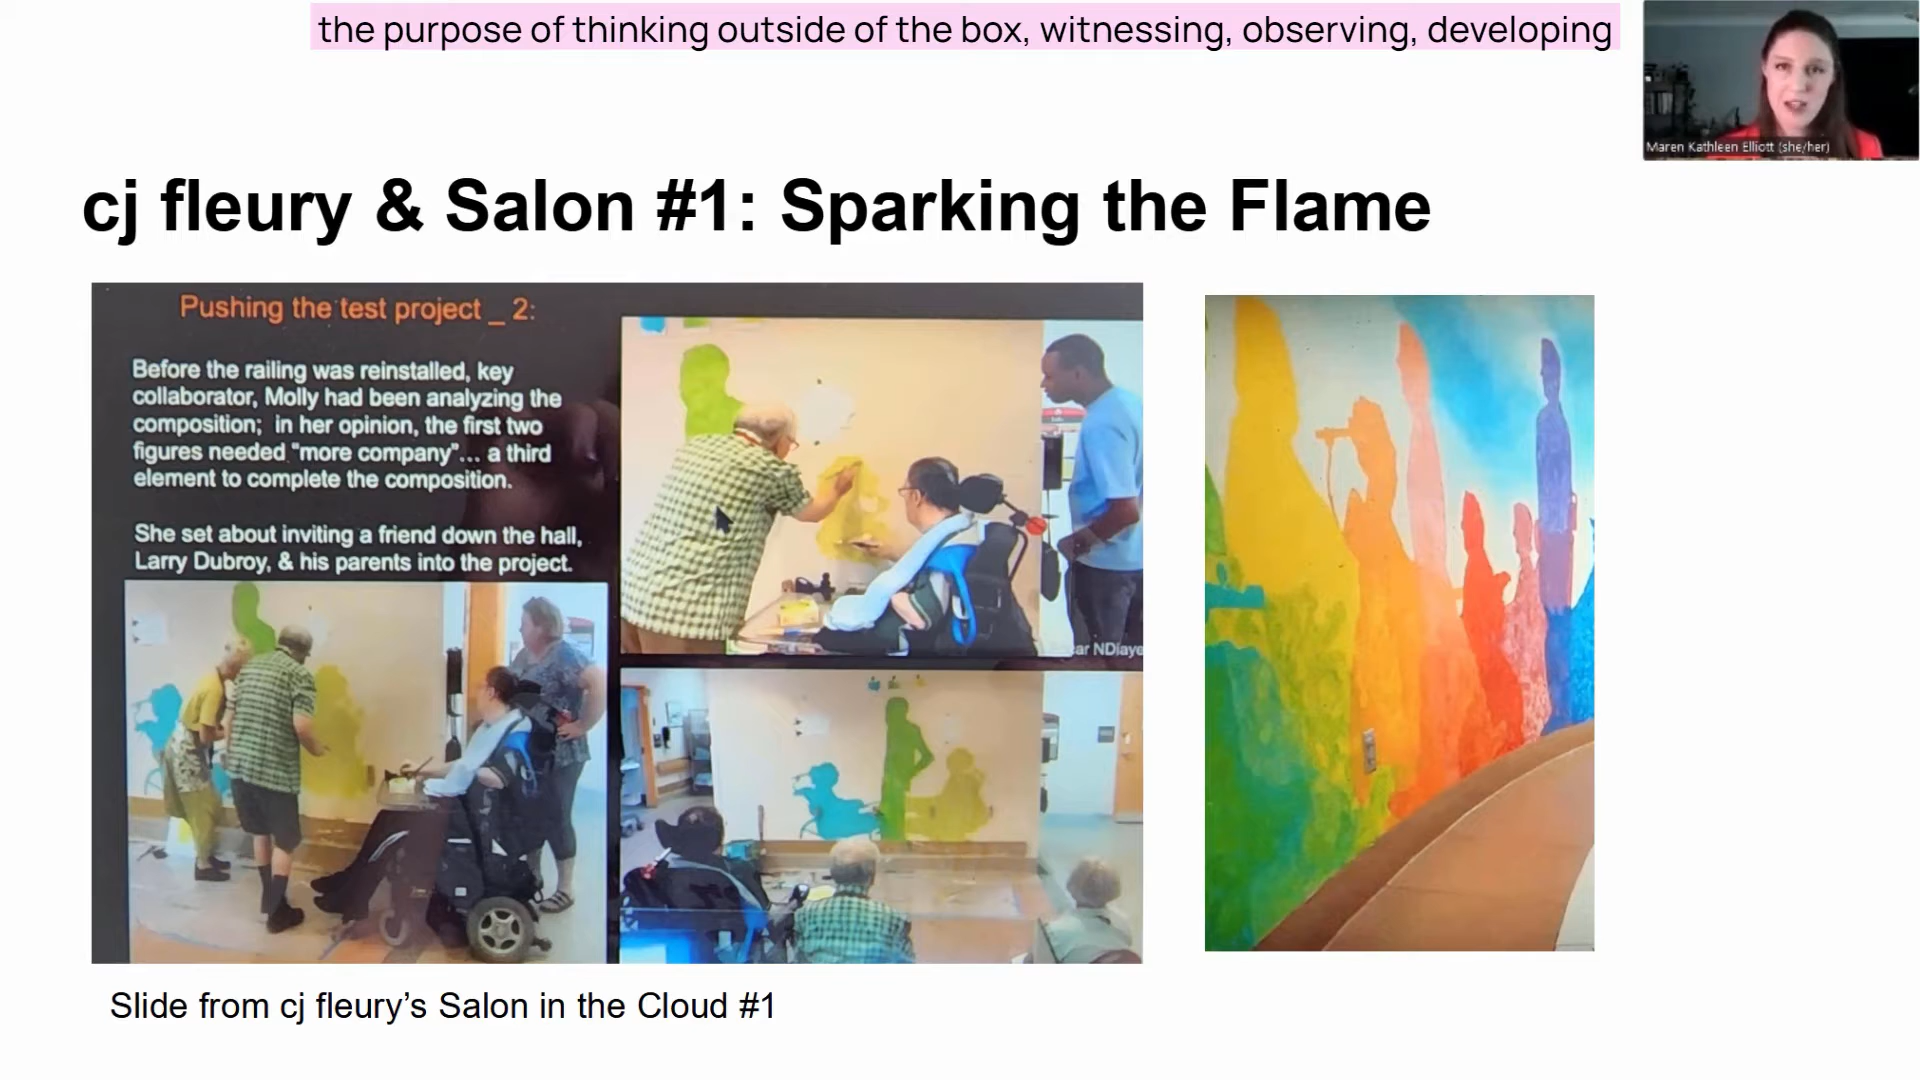 the purpose of thinking outside of the box, witnessing, observing, developing
Maren Kathleen Elliott (she/her)
cj fleury & Salon #1: Sparking the Flame
Pushing the test project _ 2:
Before the railing was reinstalled, key
collaborator, Molly had been analyzing the
composition; in her opinion, the first two
figures needed "more company"... a third
element to complete the composition.
She set about inviting a friend down the hall,
Larry Dubroy, & his parents into the project.
NDiaye
Slide from cj fleury's Salon in the Cloud #1